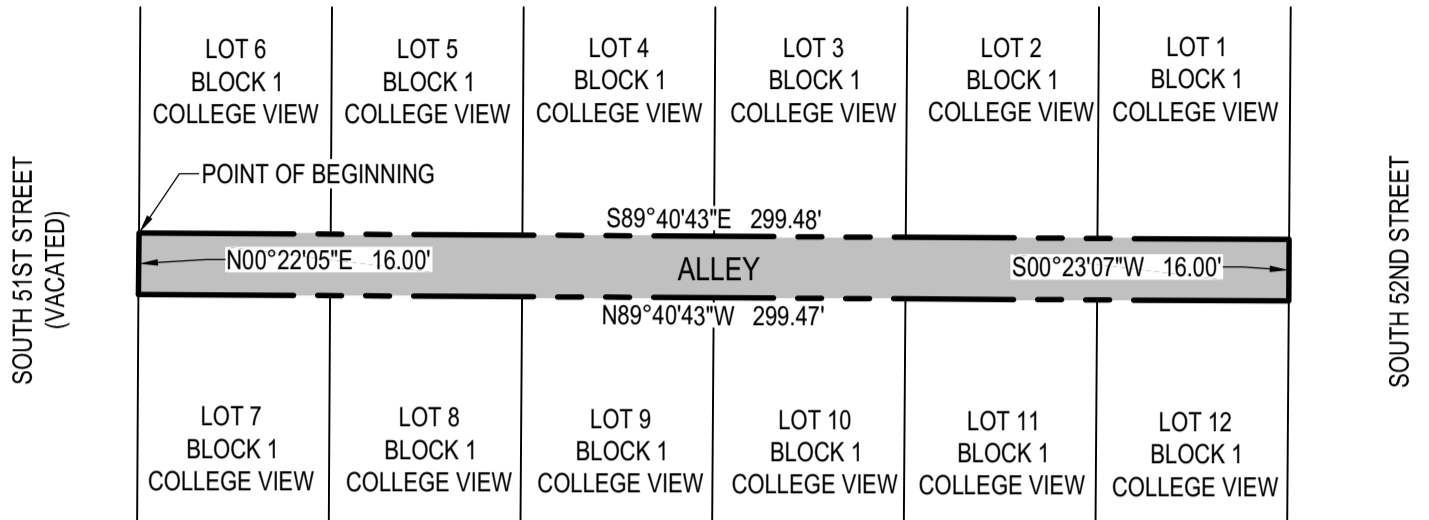 LOT 6
BLOCK 1
COLLEGE VIEW
LOT 5
BLOCK 1
COLLEGE VIEW
LOT 4
BLOCK 1
COLLEGE VIEW
LOT 3
BLOCK 1
COLLEGE VIEW
LOT 2
BLOCK 1
COLLEGE VIEW
LOT 1
BLOCK 1
COLLEGE VIEW
SOUTH 51ST STREET
(VACATED)
POINT OF BEGINNING
S89°40'43"E 299.48'
N00°22'05"E 16.00'
ALLEY
S00°23'07"W 16.00'
N89°40'43"W 299.47'
SOUTH 52ND STREET
LOT 7
BLOCK 1
COLLEGE VIEW
LOT 8
BLOCK 1
COLLEGE VIEW
LOT 9
BLOCK 1
COLLEGE VIEW
LOT 10
BLOCK 1
COLLEGE VIEW
LOT 11
BLOCK 1
COLLEGE VIEW
LOT 12
BLOCK 1
COLLEGE VIEW